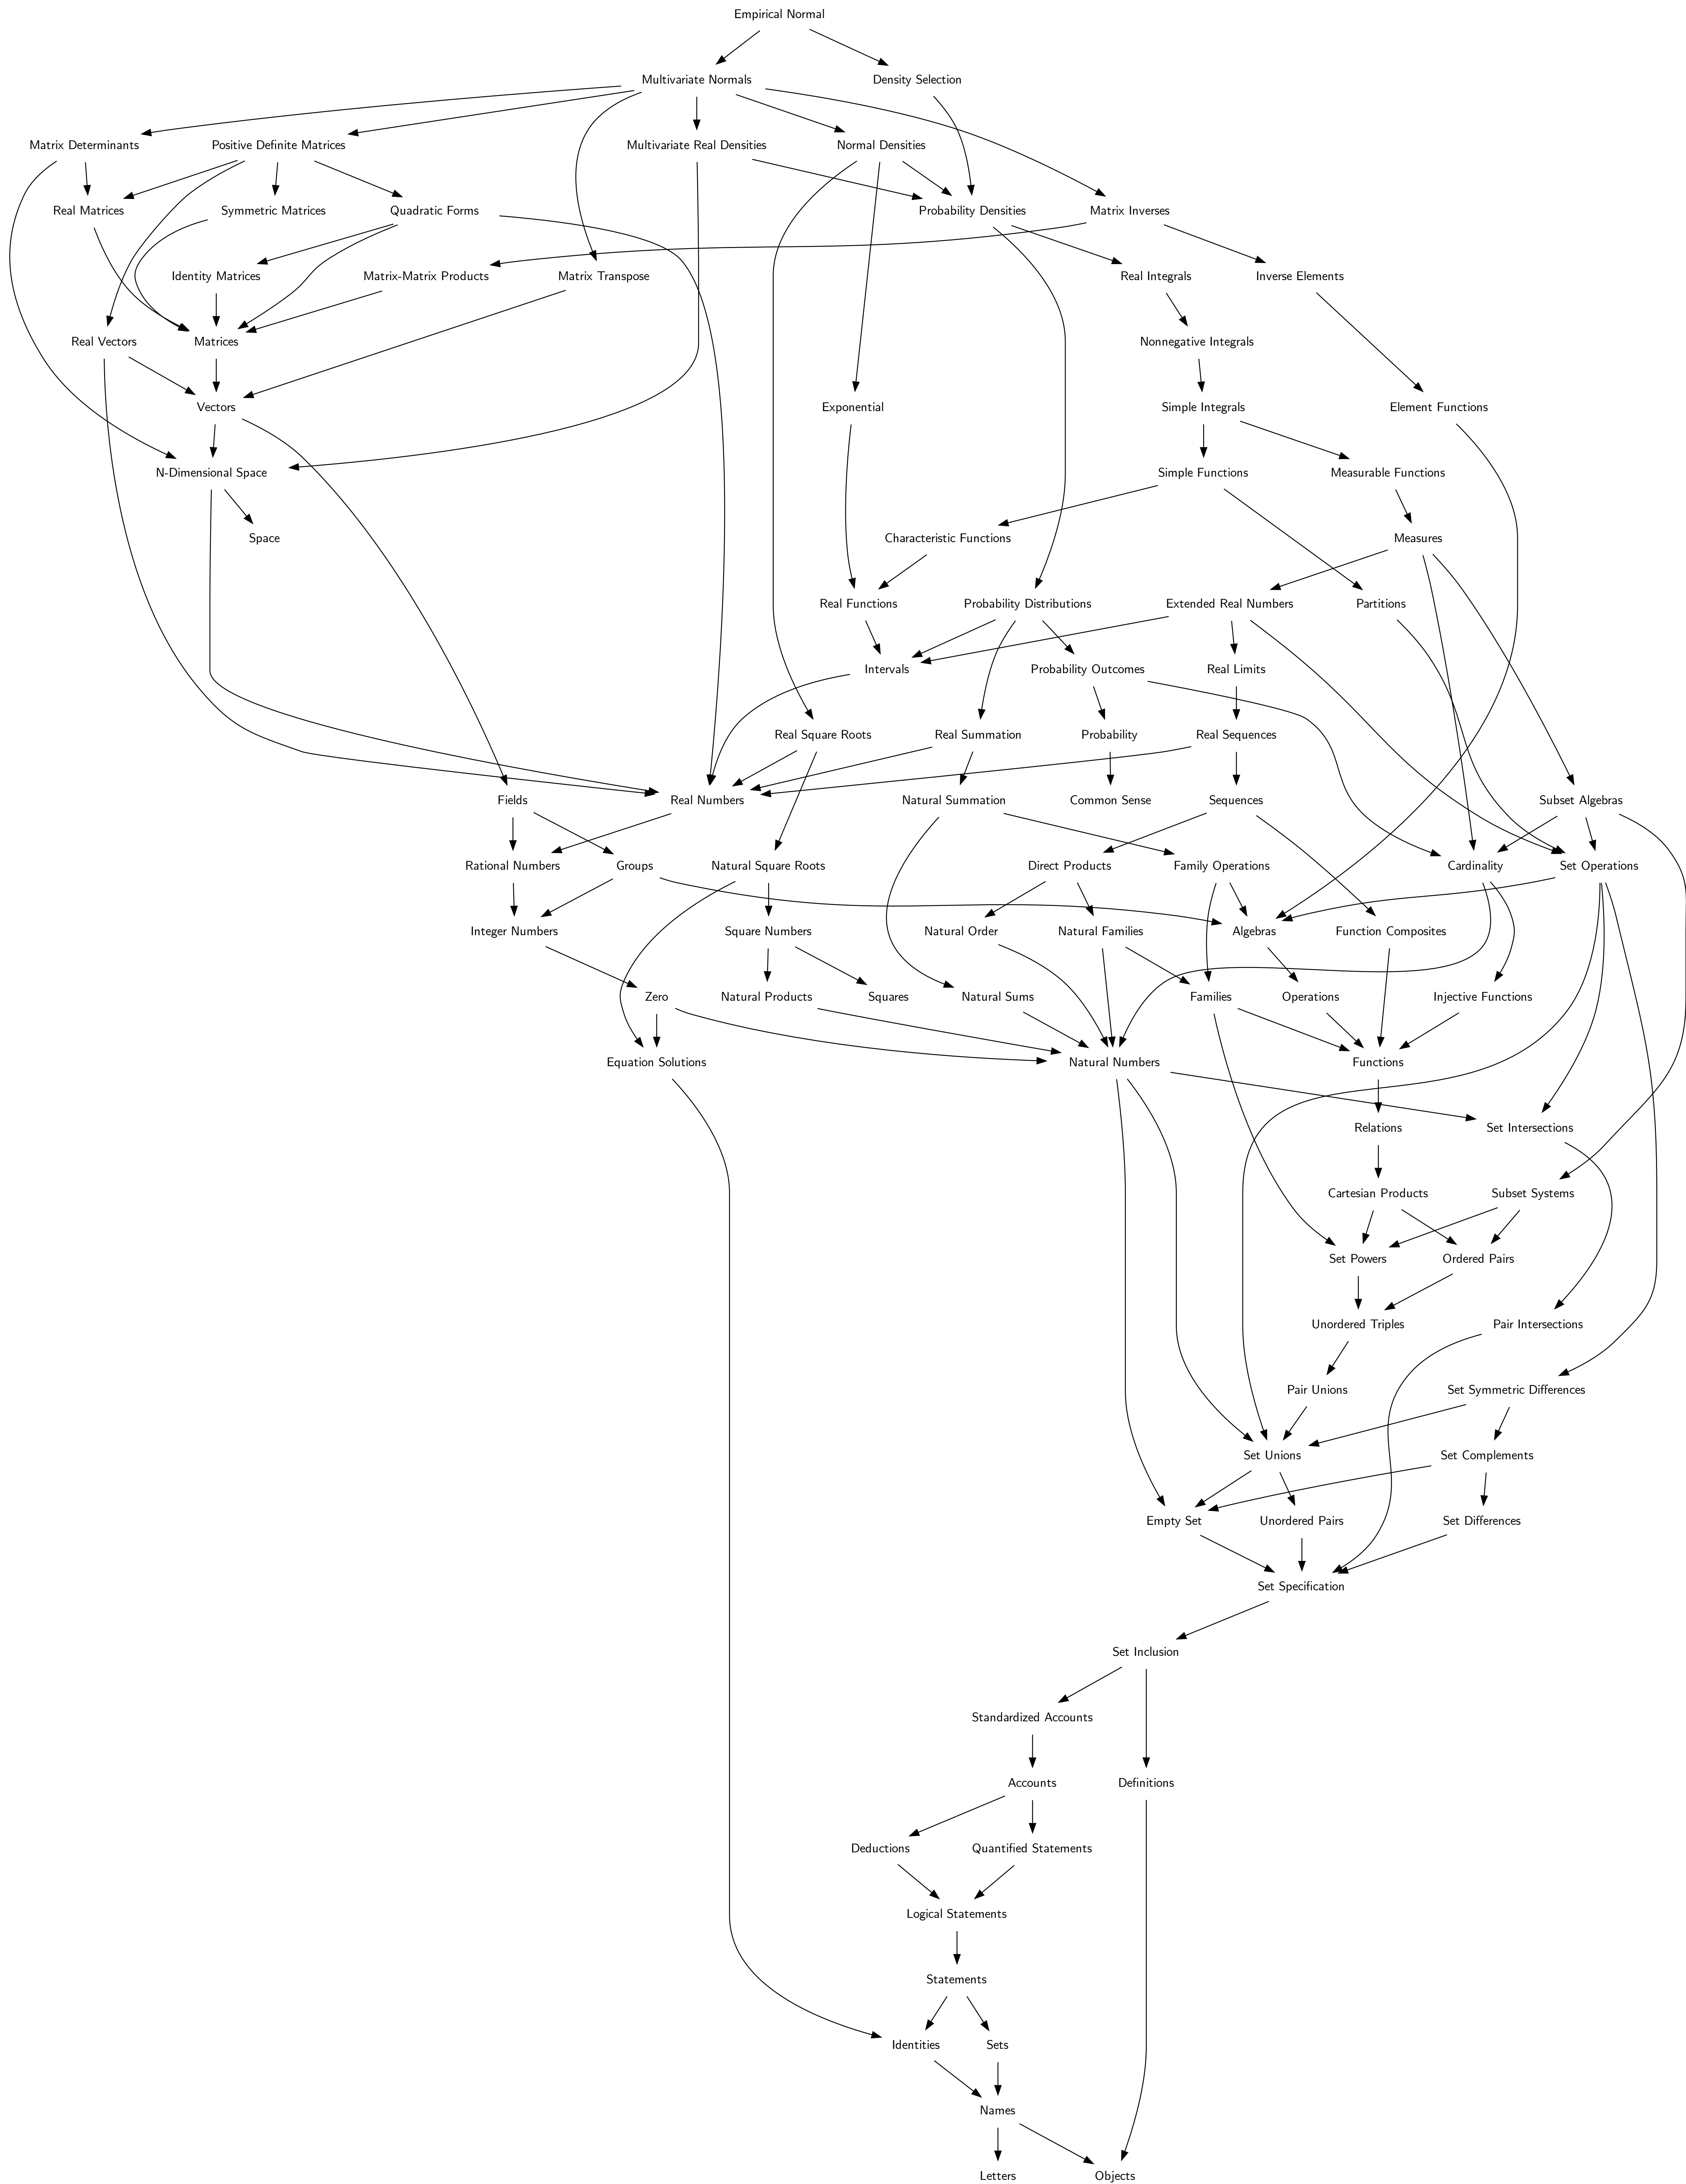 Empirical Normal
Multivariate Normals
Density Selection
Matrix Determinants
Positive Definite Matrices
Multivariate Real Densities
Normal Densities
Real Matrices
Symmetric Matrices
Quadratic Forms
Probability Densities
Matrix Inverses
Identity Matrices
Matrix-Matrix Products
Matrix Transpose
Real Integrals
Inverse Elements
Real Vectors
Matrices
Nonnegative Integrals
Vectors
Exponential
Simple Integrals
Element Functions
N-Dimensional Space
Simple Functions
Measurable Functions
Space
Characteristic Functions
Measures
Real Functions
Probability Distributions
Extended Real Numbers
Partitions
Intervals
Probability Outcomes
Real Limits
Real Square Roots
Real Summation
Probability
Real Sequences
Fields
Real Numbers
Natural Summation
Common Sense
Sequences
Subset Algebras
Rational Numbers
Groups
Natural Square Roots
Direct Products
Family Operations
Cardinality
Set Operations
Integer Numbers
Square Numbers
Natural Order
Natural Families
Algebras
Function Composites
Zero
Natural Products
Squares
Natural Sums
Families
Operations
Injective Functions
Equation Solutions
Natural Numbers
Functions
Relations
Set Intersections
Cartesian Products
Subset Systems
Set Powers
Ordered Pairs
Unordered Triples
Pair Intersections
Pair Unions
Set Symmetric Differences
Set Unions
Set Complements
Empty Set
Unordered Pairs
Set Differences
Set Specification
Set Inclusion
Standardized Accounts
Accounts
Definitions
Deductions
Quantified Statements
Logical Statements
Statements
Identities
Sets
Names
Letters
Objects